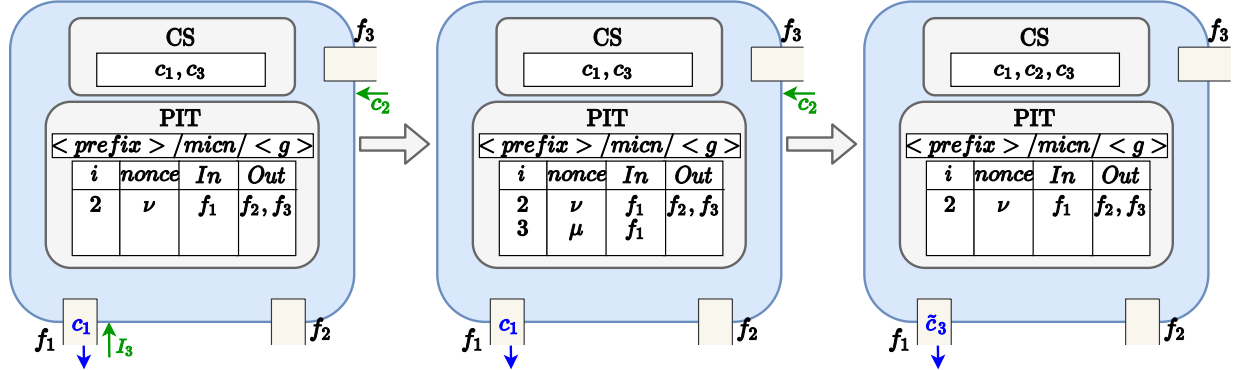 CS
c₁, c₃
f₃
c₂
PIT
< prefix > /micn/ < g >
i nonce In Out
2 ν f₁ f₂, f₃
f₁
c₁
I₃
f₂
CS
c₁, c₃
f₃
c₂
PIT
< prefix > /micn/ < g >
i nonce In Out
2 ν f₁ f₂, f₃
3 μ f₁
f₁
c₁
f₂
CS
c₁, c₂, c₃
f₃
PIT
< prefix > /micn/ < g >
i nonce In Out
2 ν f₁ f₂, f₃
f₁
c̃₃
f₂